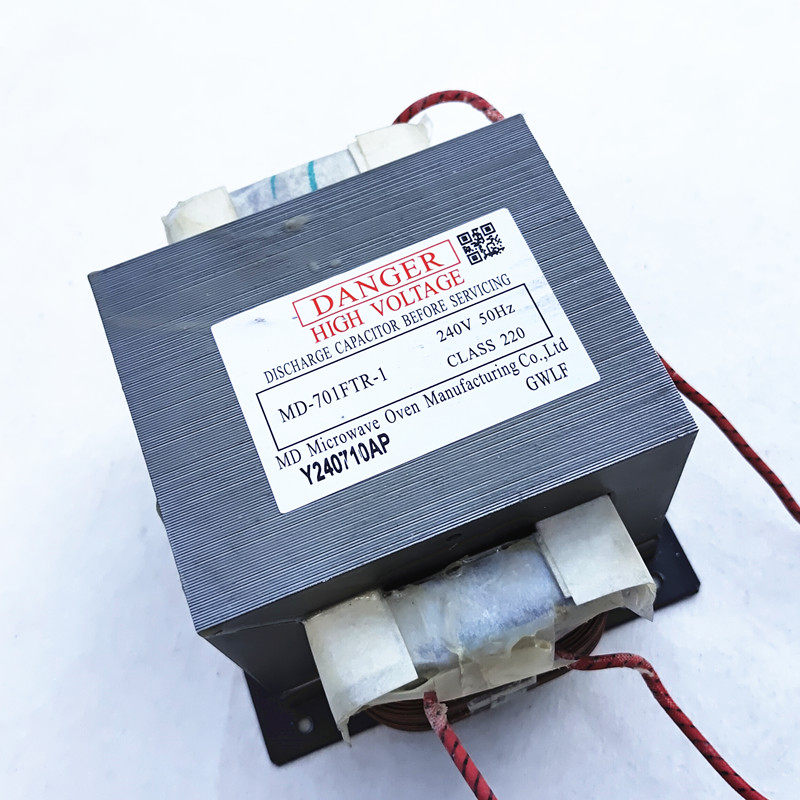 DANGER
HIGH VOLTAGE
DISCHARGE CAPACITOR BEFORE SERVICING
MD-701FTR-1
240V 50Hz
CLASS 220
MD Microwave Oven Manufacturing Co.,Ltd
GWLF
Y240710AP